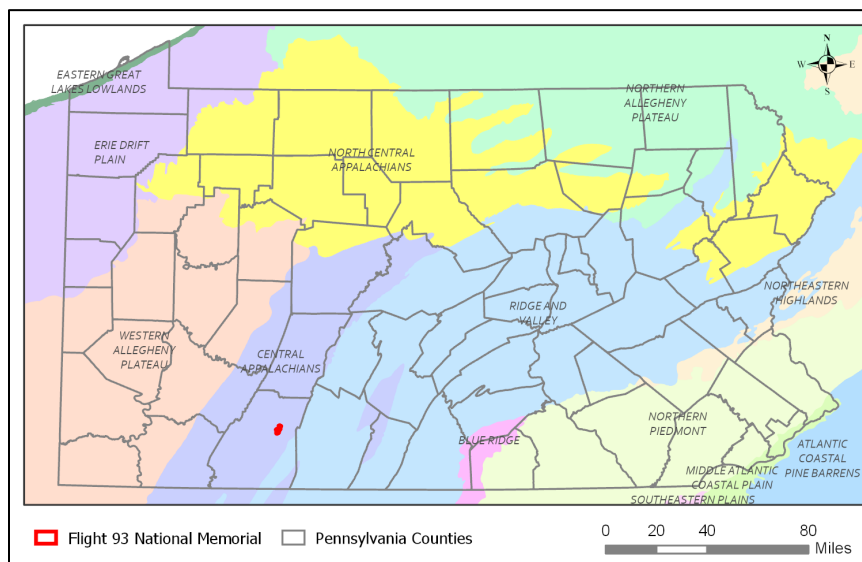 N
W E
S
EASTERN GREAT
LAKES LOWLANDS
NORTHERN
ALLEGHENY
PLATEAU
ERIE DRIFT
PLAIN
NORTH CENTRAL
APPALACHIANS
NORTHEASTERN
HIGHLANDS
RIDGE AND
VALLEY
WESTERN
ALLEGHENY
PLATEAU
CENTRAL
APPALACHIANS
BLUE RIDGE
NORTHERN
PIEDMONT
ATLANTIC
COASTAL
PINE BARRENS
MIDDLE ATLANTIC
COASTAL PLAIN
SOUTHEASTERN PLAINS
Flight 93 National Memorial
Pennsylvania Counties
0 20 40 80
Miles